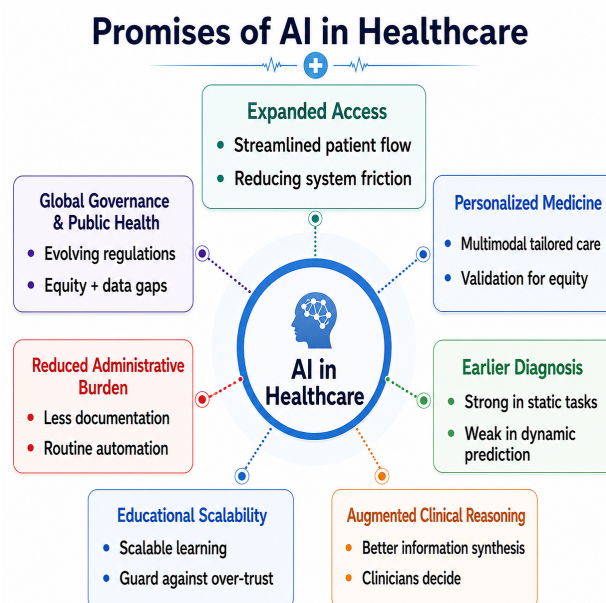 Promises of AI in Healthcare
Expanded Access
• Streamlined patient flow
• Reducing system friction
Global Governance
& Public Health
• Evolving regulations
• Equity + data gaps
Personalized Medicine
• Multimodal tailored care
• Validation for equity
AI in
Healthcare
Reduced Administrative
Burden
• Less documentation
• Routine automation
Earlier Diagnosis
• Strong in static tasks
• Weak in dynamic
prediction
Educational Scalability
• Scalable learning
• Guard against over-trust
Augmented Clinical Reasoning
• Better information synthesis
• Clinicians decide